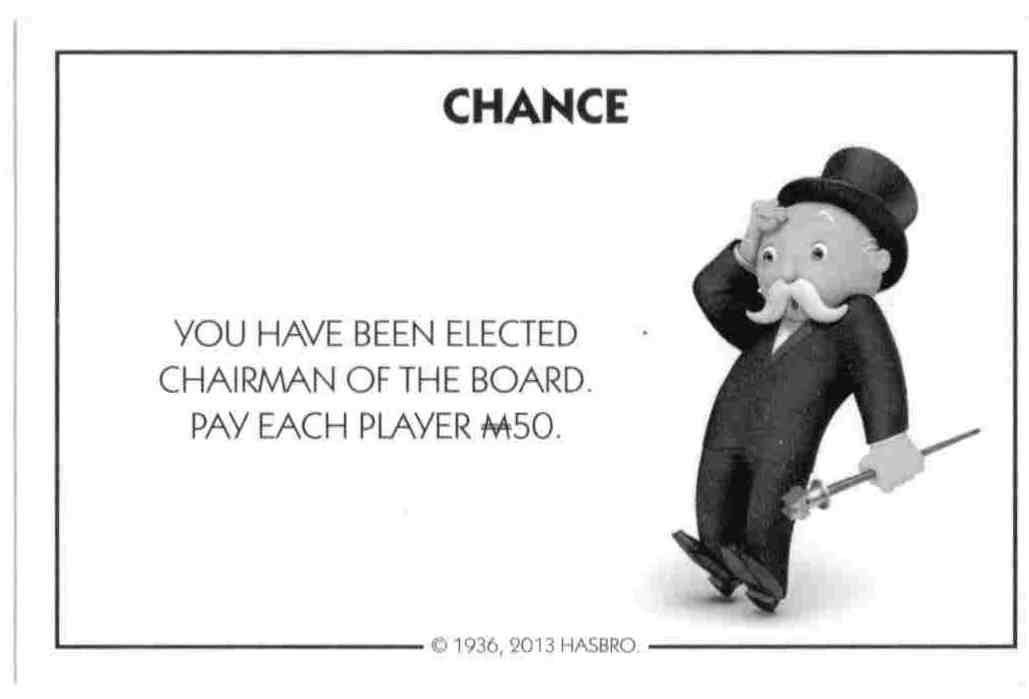 CHANCE
YOU HAVE BEEN ELECTED
CHAIRMAN OF THE BOARD.
PAY EACH PLAYER ₩50.
© 1936, 2013 HASBRO.